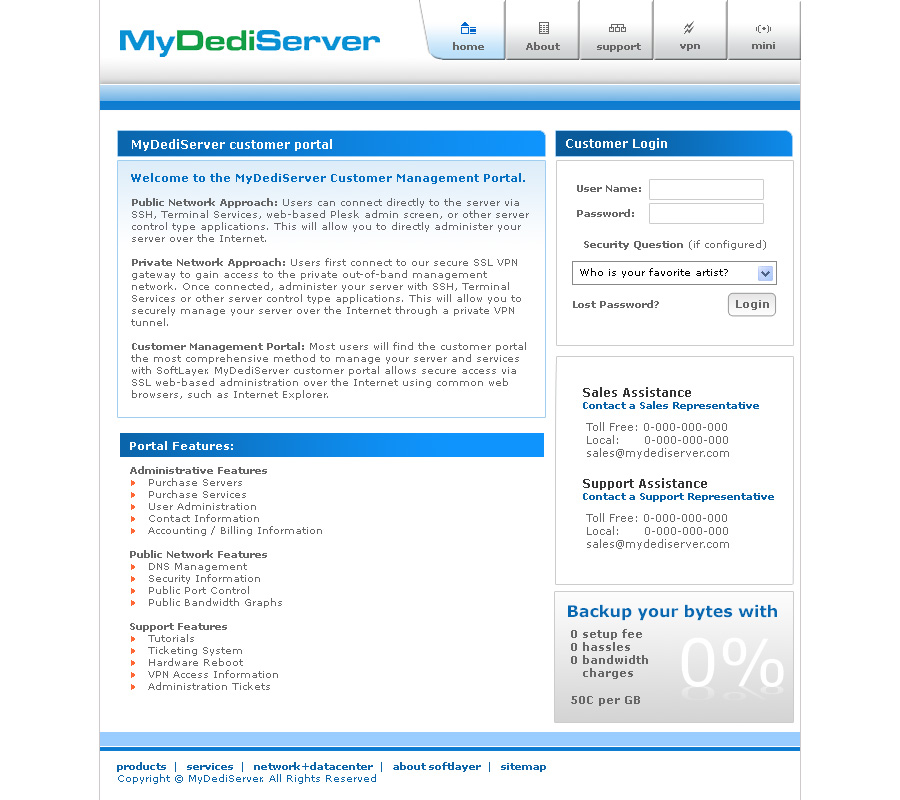 MyDediServer
home
About
support
vpn
mini
MyDediServer customer portal
Welcome to the MyDediServer Customer Management Portal.
Public Network Approach: Users can connect directly to the server via
SSH, Terminal Services, web-based Plesk admin screen, or other server
control type applications. This will allow you to directly administer your
server over the Internet.
Private Network Approach: Users first connect to our secure SSL VPN
gateway to gain access to the private out-of-band management
network. Once connected, administer your server with SSH, Terminal
Services or other server control type applications. This will allow you to
securely manage your server over the Internet through a private VPN
tunnel.
Customer Management Portal: Most users will find the customer portal
the most comprehensive method to manage your server and services
with SoftLayer. MyDediServer customer portal allows secure access via
SSL web-based administration over the Internet using common web
browsers, such as Internet Explorer.
Portal Features:
Administrative Features
Purchase Servers
Purchase Services
User Administration
Contact Information
Accounting / Billing Information
Public Network Features
DNS Management
Security Information
Public Port Control
Public Bandwidth Graphs
Support Features
Tutorials
Ticketing System
Hardware Reboot
VPN Access Information
Administration Tickets
Customer Login
User Name:
Password:
Security Question (if configured)
Who is your favorite artist?
Lost Password?
Login
Sales Assistance
Contact a Sales Representative
Toll Free: 0-000-000-000
Local: 0-000-000-000
sales@mydediserver.com
Support Assistance
Contact a Support Representative
Toll Free: 0-000-000-000
Local: 0-000-000-000
sales@mydediserver.com
Backup your bytes with
0 setup fee
0 hassles
0 bandwidth
charges
50C per GB
0%
products | services | network+datacenter | about softlayer | sitemap
Copyright © MyDediServer. All Rights Reserved